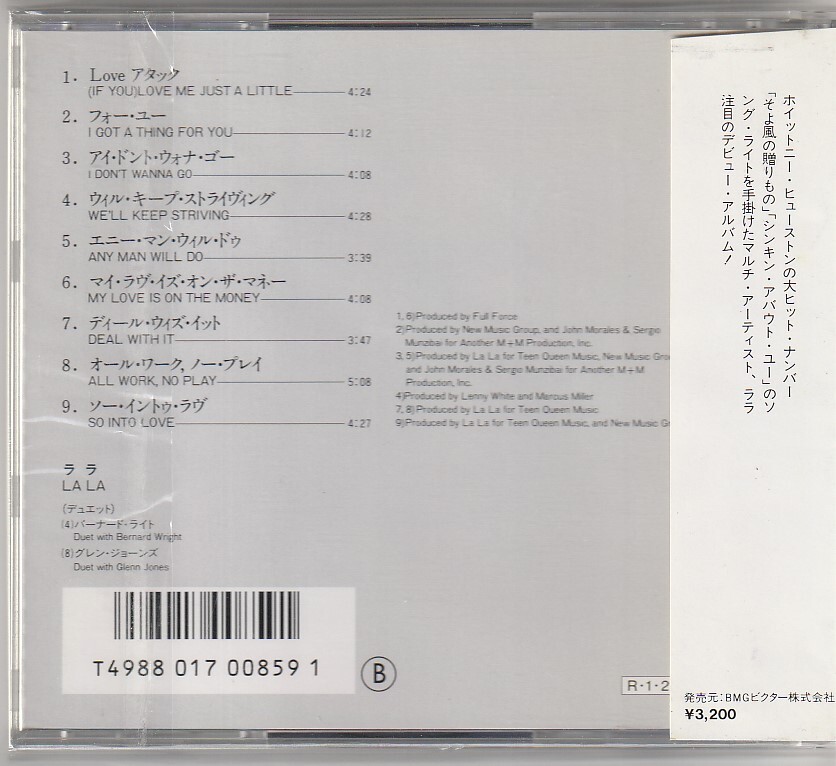 1. Love アタック
(IF YOU)LOVE ME JUST A LITTLE 4:24
2. フォー・ユー
I GOT A THING FOR YOU 4:12
3. アイ・ドント・ウォナ・ゴー
I DON'T WANNA GO 4:08
4. ウィル・キープ・ストライヴィング
WE'LL KEEP STRIVING 4:28
5. エニー・マン・ウィル・ドゥ
ANY MAN WILL DO 3:39
6. マイ・ラヴ・イズ・オン・ザ・マネー
MY LOVE IS ON THE MONEY 4:08
7. ディール・ウィズ・イット
DEAL WITH IT 3:47
8. オール・ワーク, ノー・プレイ
ALL WORK, NO PLAY 5:08
9. ソー・イントゥ・ラヴ
SO INTO LOVE 4:27
ララ
LA LA
(デュエット)
(4)バーナード・ライト
Duet with Bernard Wright
(8)グレン・ジョーンズ
Duet with Glenn Jones
T4988 017 00859 1
B
1, 6)Produced by Full Force
2)Produced by New Music Group, and John Morales & Sergio
Munzibai for Another M+M Production, Inc.
3, 5)Produced by La La for Teen Queen Music, New Music Gro
and John Morales & Sergio Munzibai for Another M+M
Production, Inc.
4)Produced by Lenny White and Marcus Miller
7, 8)Produced by La La for Teen Queen Music
9)Produced by La La for Teen Queen Music, and New Music G
R・1・2
ホイットニー・ヒューストンの大ヒット・ナンバー
「そよ風の贈りもの」「シンキン・アバウト・ユー」のソ
ング・ライトを手掛けたマルチ・アーティスト、ララ
注目のデビュー・アルバム!
発売元:BMGビクター株式会社
¥3,200